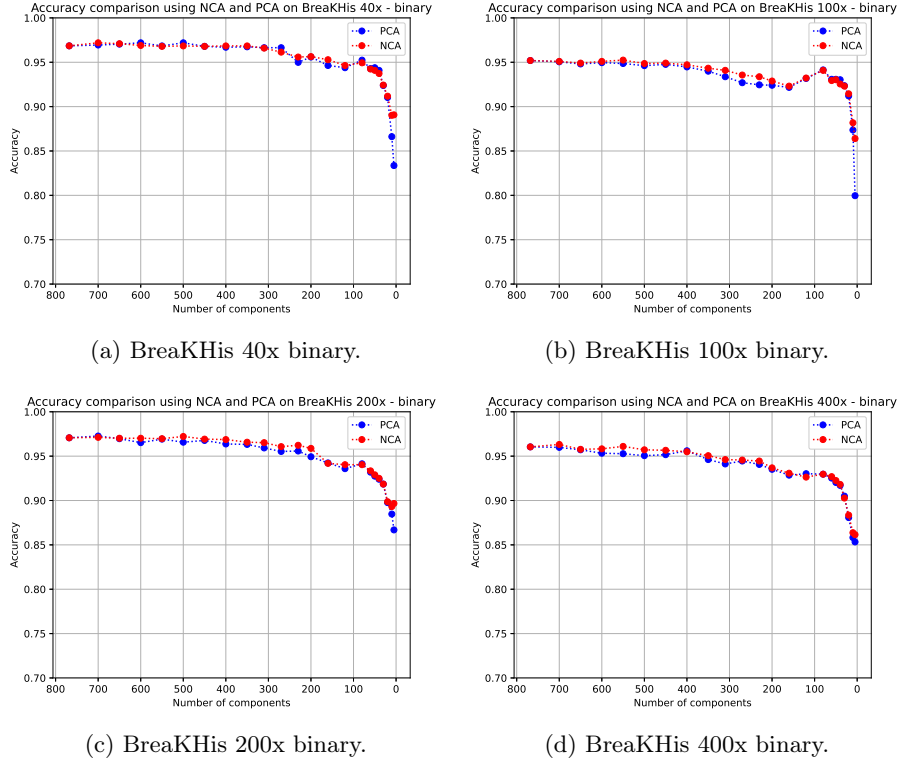 Accuracy comparison using NCA and PCA on BreaKHis 40x - binary
1.00
0.95
0.90
0.85
0.80
0.75
0.70
Accuracy
PCA
NCA
800 700 600 500 400 300 200 100 0
Number of components
(a) BreaKHis 40x binary.
Accuracy comparison using NCA and PCA on BreaKHis 100x - binary
1.00
0.95
0.90
0.85
0.80
0.75
0.70
Accuracy
PCA
NCA
800 700 600 500 400 300 200 100 0
Number of components
(b) BreaKHis 100x binary.
Accuracy comparison using NCA and PCA on BreaKHis 200x - binary
1.00
0.95
0.90
0.85
0.80
0.75
0.70
Accuracy
PCA
NCA
800 700 600 500 400 300 200 100 0
Number of components
(c) BreaKHis 200x binary.
Accuracy comparison using NCA and PCA on BreaKHis 400x - binary
1.00
0.95
0.90
0.85
0.80
0.75
0.70
Accuracy
PCA
NCA
800 700 600 500 400 300 200 100 0
Number of components
(d) BreaKHis 400x binary.